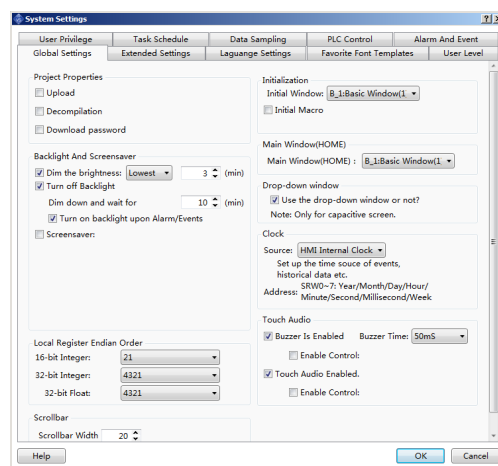 System Settings
User Privilege
Task Schedule
Data Sampling
PLC Control
Alarm And Event
Global Settings
Extended Settings
Laguange Settings
Favorite Font Templates
User Level
Project Properties
Upload
Decompilation
Download password
Backlight And Screensaver
Dim the brightness: Lowest 3 (min)
Turn off Backlight
Dim down and wait for 10 (min)
Turn on backlight upon Alarm/Events
Screensaver:
Local Register Endian Order
16-bit Integer: 21
32-bit Integer: 4321
32-bit Float: 4321
Scrollbar
Scrollbar Width 20
Initialization
Initial Window: B_1:Basic Window(1
Initial Macro
Main Window(HOME)
Main Window(HOME) : B_1:Basic Window(1
Drop-down window
Use the drop-down window or not?
Note: Only for capacitive screen.
Clock
Source: HMI Internal Clock
Set up the time souce of events,
historical data etc.
Address: SRW0~7: Year/Month/Day/Hour/
Minute/Second/Millisecond/Week
Touch Audio
Buzzer Is Enabled Buzzer Time: 50mS
Enable Control:
Touch Audio Enabled.
Enable Control:
Help
OK
Cancel